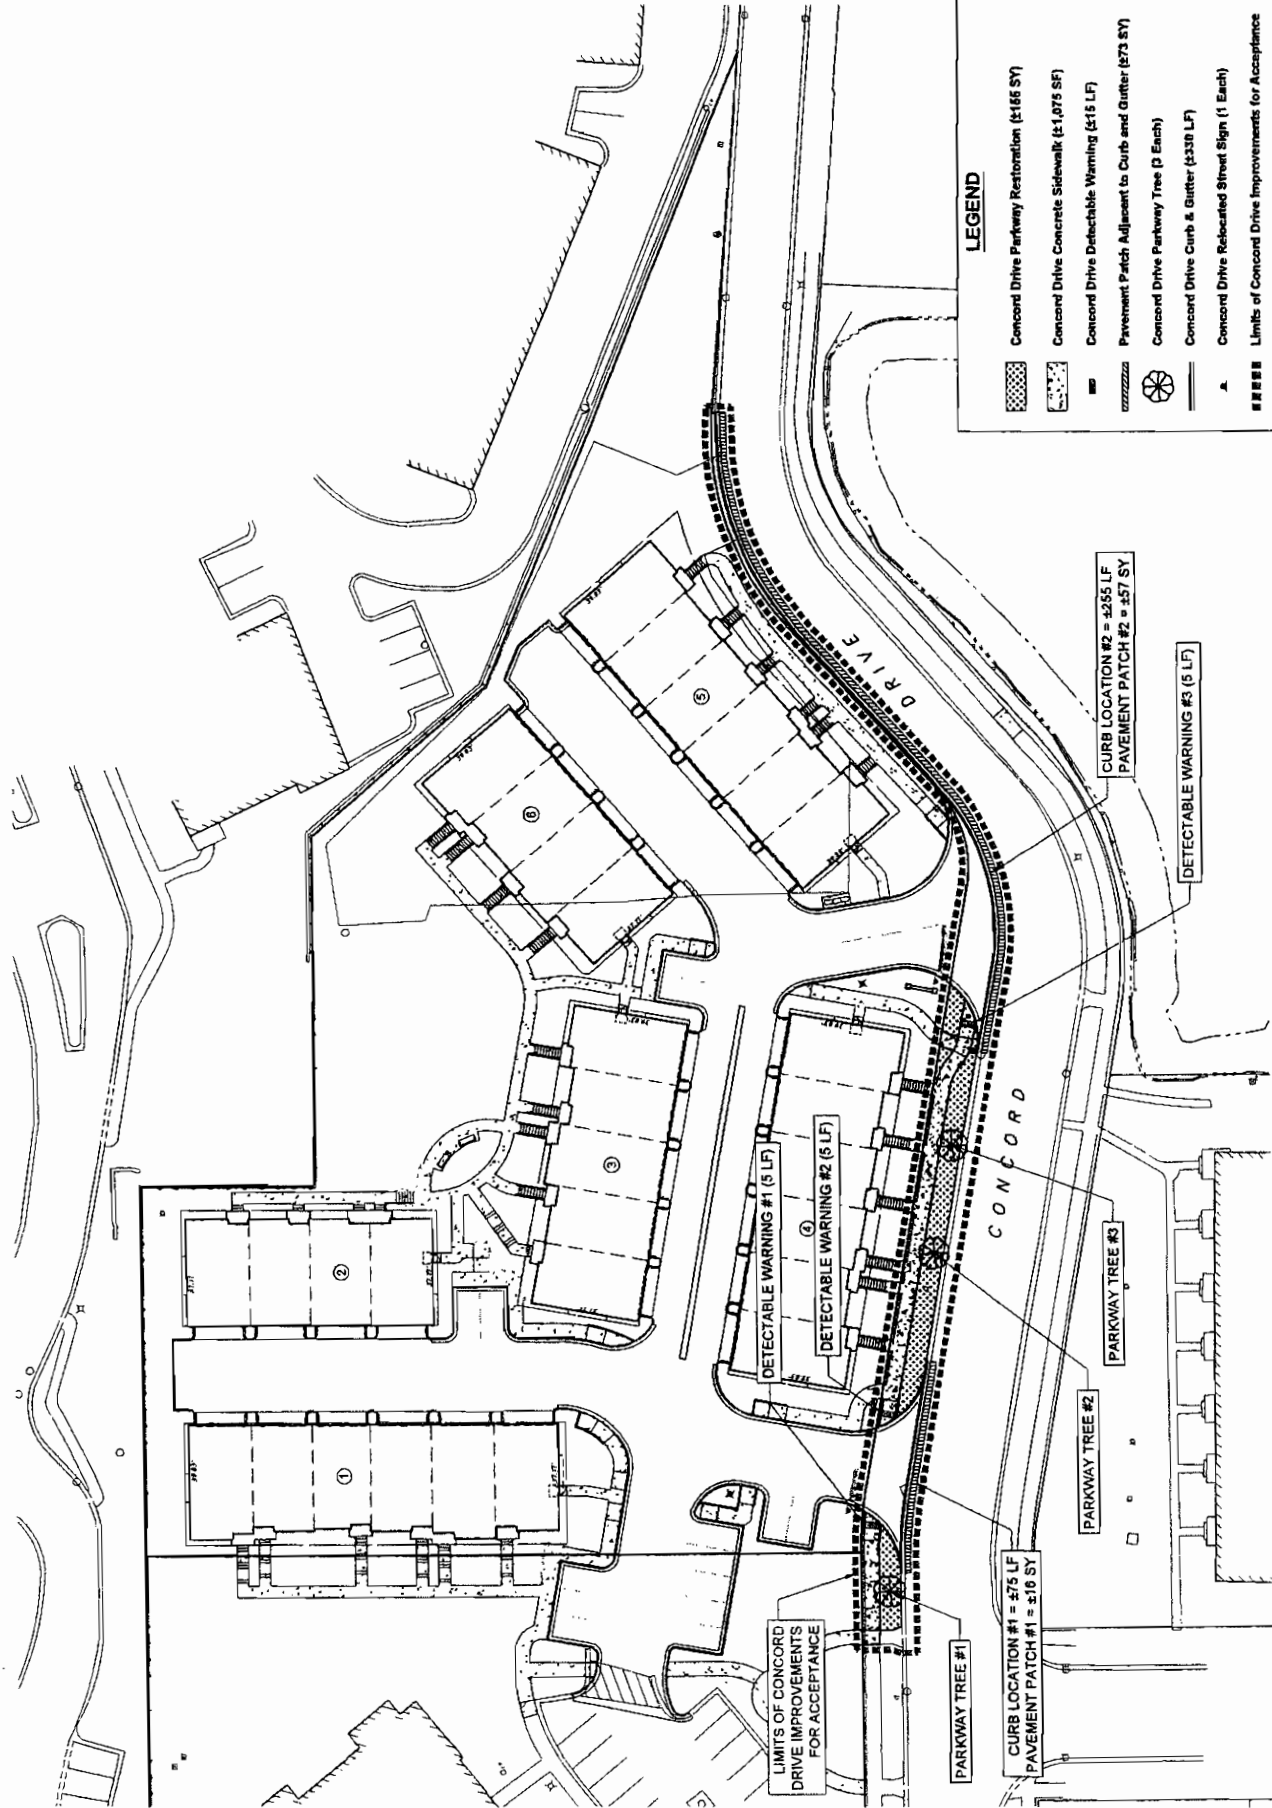 LEGEND
Concord Drive Parkway Restoration (±166 SY)
Concord Drive Concrete Sidewalk (±1,075 SF)
Concord Drive Detectable Warning (±15 LF)
Pavement Patch Adjacent to Curb and Gutter (±73 SY)
Concord Drive Parkway Tree (3 Each)
Concord Drive Curb & Gutter (±330 LF)
Concord Drive Relocated Street Sign (1 Each)
Limits of Concord Drive Improvements for Acceptance
LIMITS OF CONCORD
DRIVE IMPROVEMENTS
FOR ACCEPTANCE
PARKWAY TREE #1
CURB LOCATION #1 = ±75 LF
PAVEMENT PATCH #1 = ±16 SY
DETECTABLE WARNING #1 (5 LF)
DETECTABLE WARNING #2 (5 LF)
PARKWAY TREE #2
PARKWAY TREE #3
DETECTABLE WARNING #3 (5 LF)
CURB LOCATION #2 = ±255 LF
PAVEMENT PATCH #2 = ±57 SY
CONCORD DRIVE
1
2
3
4
5
6